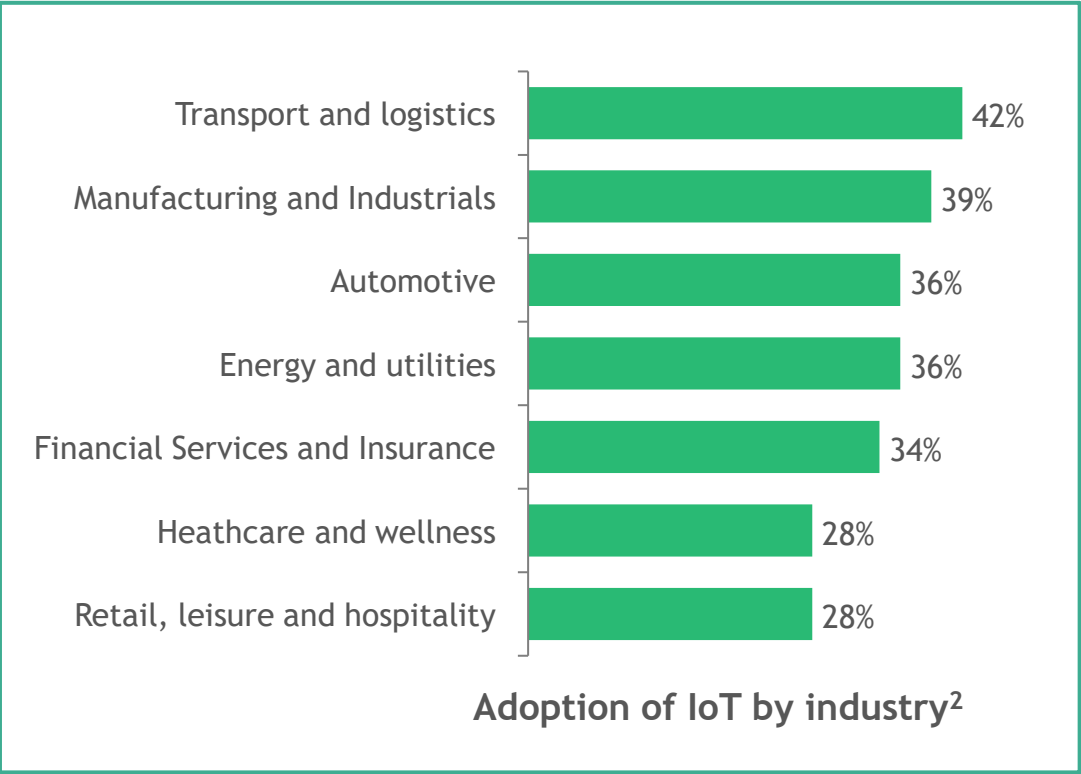 Transport and logistics 42%
Manufacturing and Industrials 39%
Automotive 36%
Energy and utilities 36%
Financial Services and Insurance 34%
Heathcare and wellness 28%
Retail, leisure and hospitality 28%
Adoption of IoT by industry²